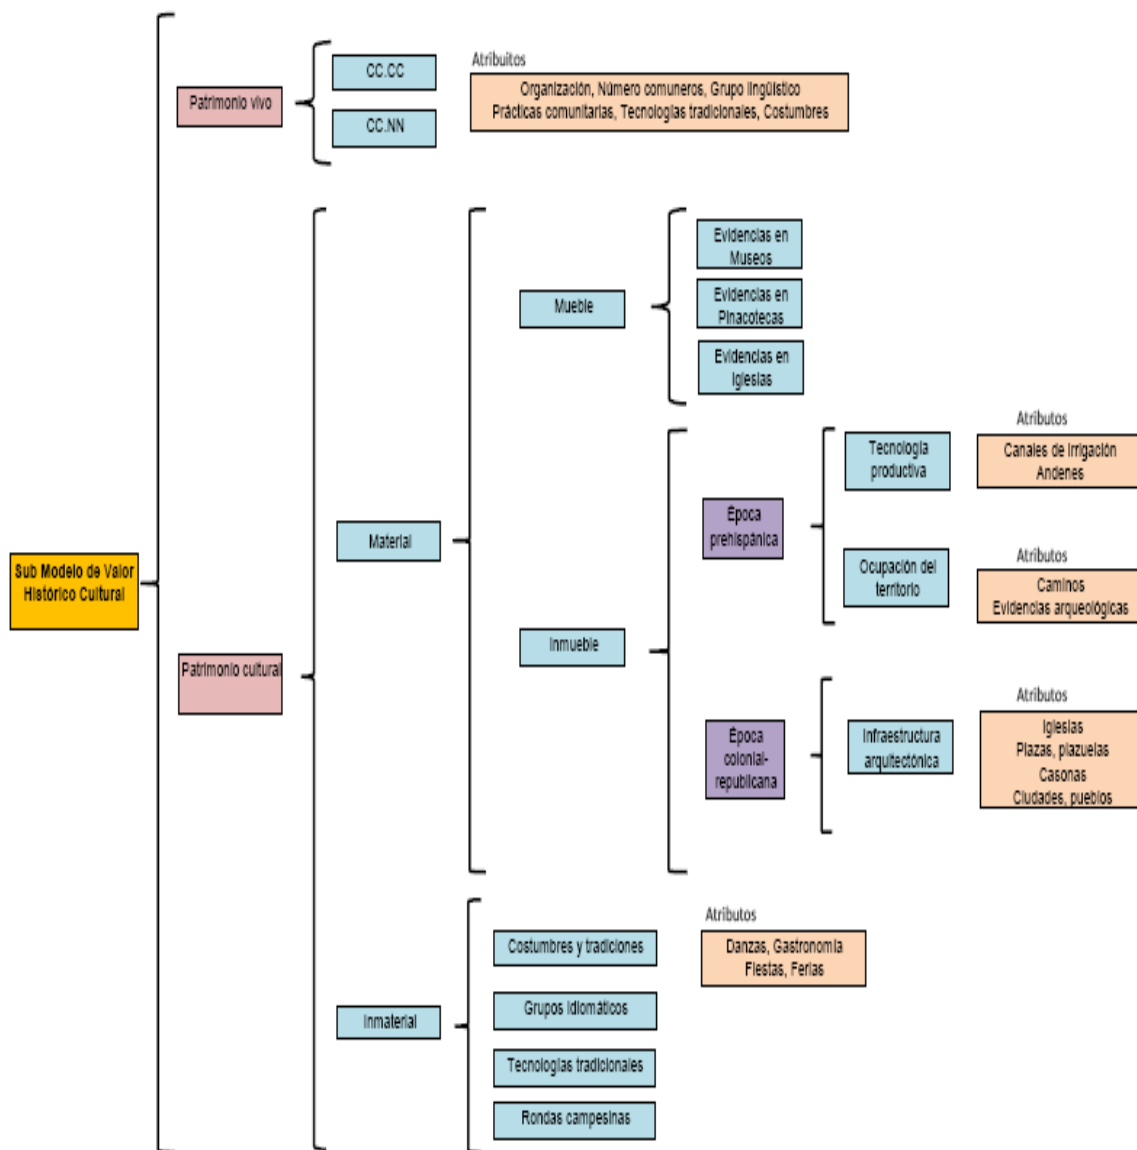 Sub Modelo de Valor
Histórico Cultural
Patrimonio vivo
CC.CC
CC.NN
Atribuitos
Organización, Número comuneros, Grupo lingüístico
Prácticas comunitarias, Tecnologías tradicionales, Costumbres
Patrimonio cultural
Material
Mueble
Evidencias en
Museos
Evidencias en
Pinacotecas
Evidencias en
Iglesias
Inmueble
Época
prehispánica
Tecnología
productiva
Atributos
Canales de irrigación
Andenes
Ocupación del
territorio
Atributos
Caminos
Evidencias arqueológicas
Época
colonial-
republicana
Infraestructura
arquitectónica
Atributos
Iglesias
Plazas, plazuelas
Casonas
Ciudades, pueblos
Inmaterial
Costumbres y tradiciones
Atributos
Danzas, Gastronomía
Fiestas, Ferias
Grupos idiomáticos
Tecnologías tradicionales
Rondas campesinas